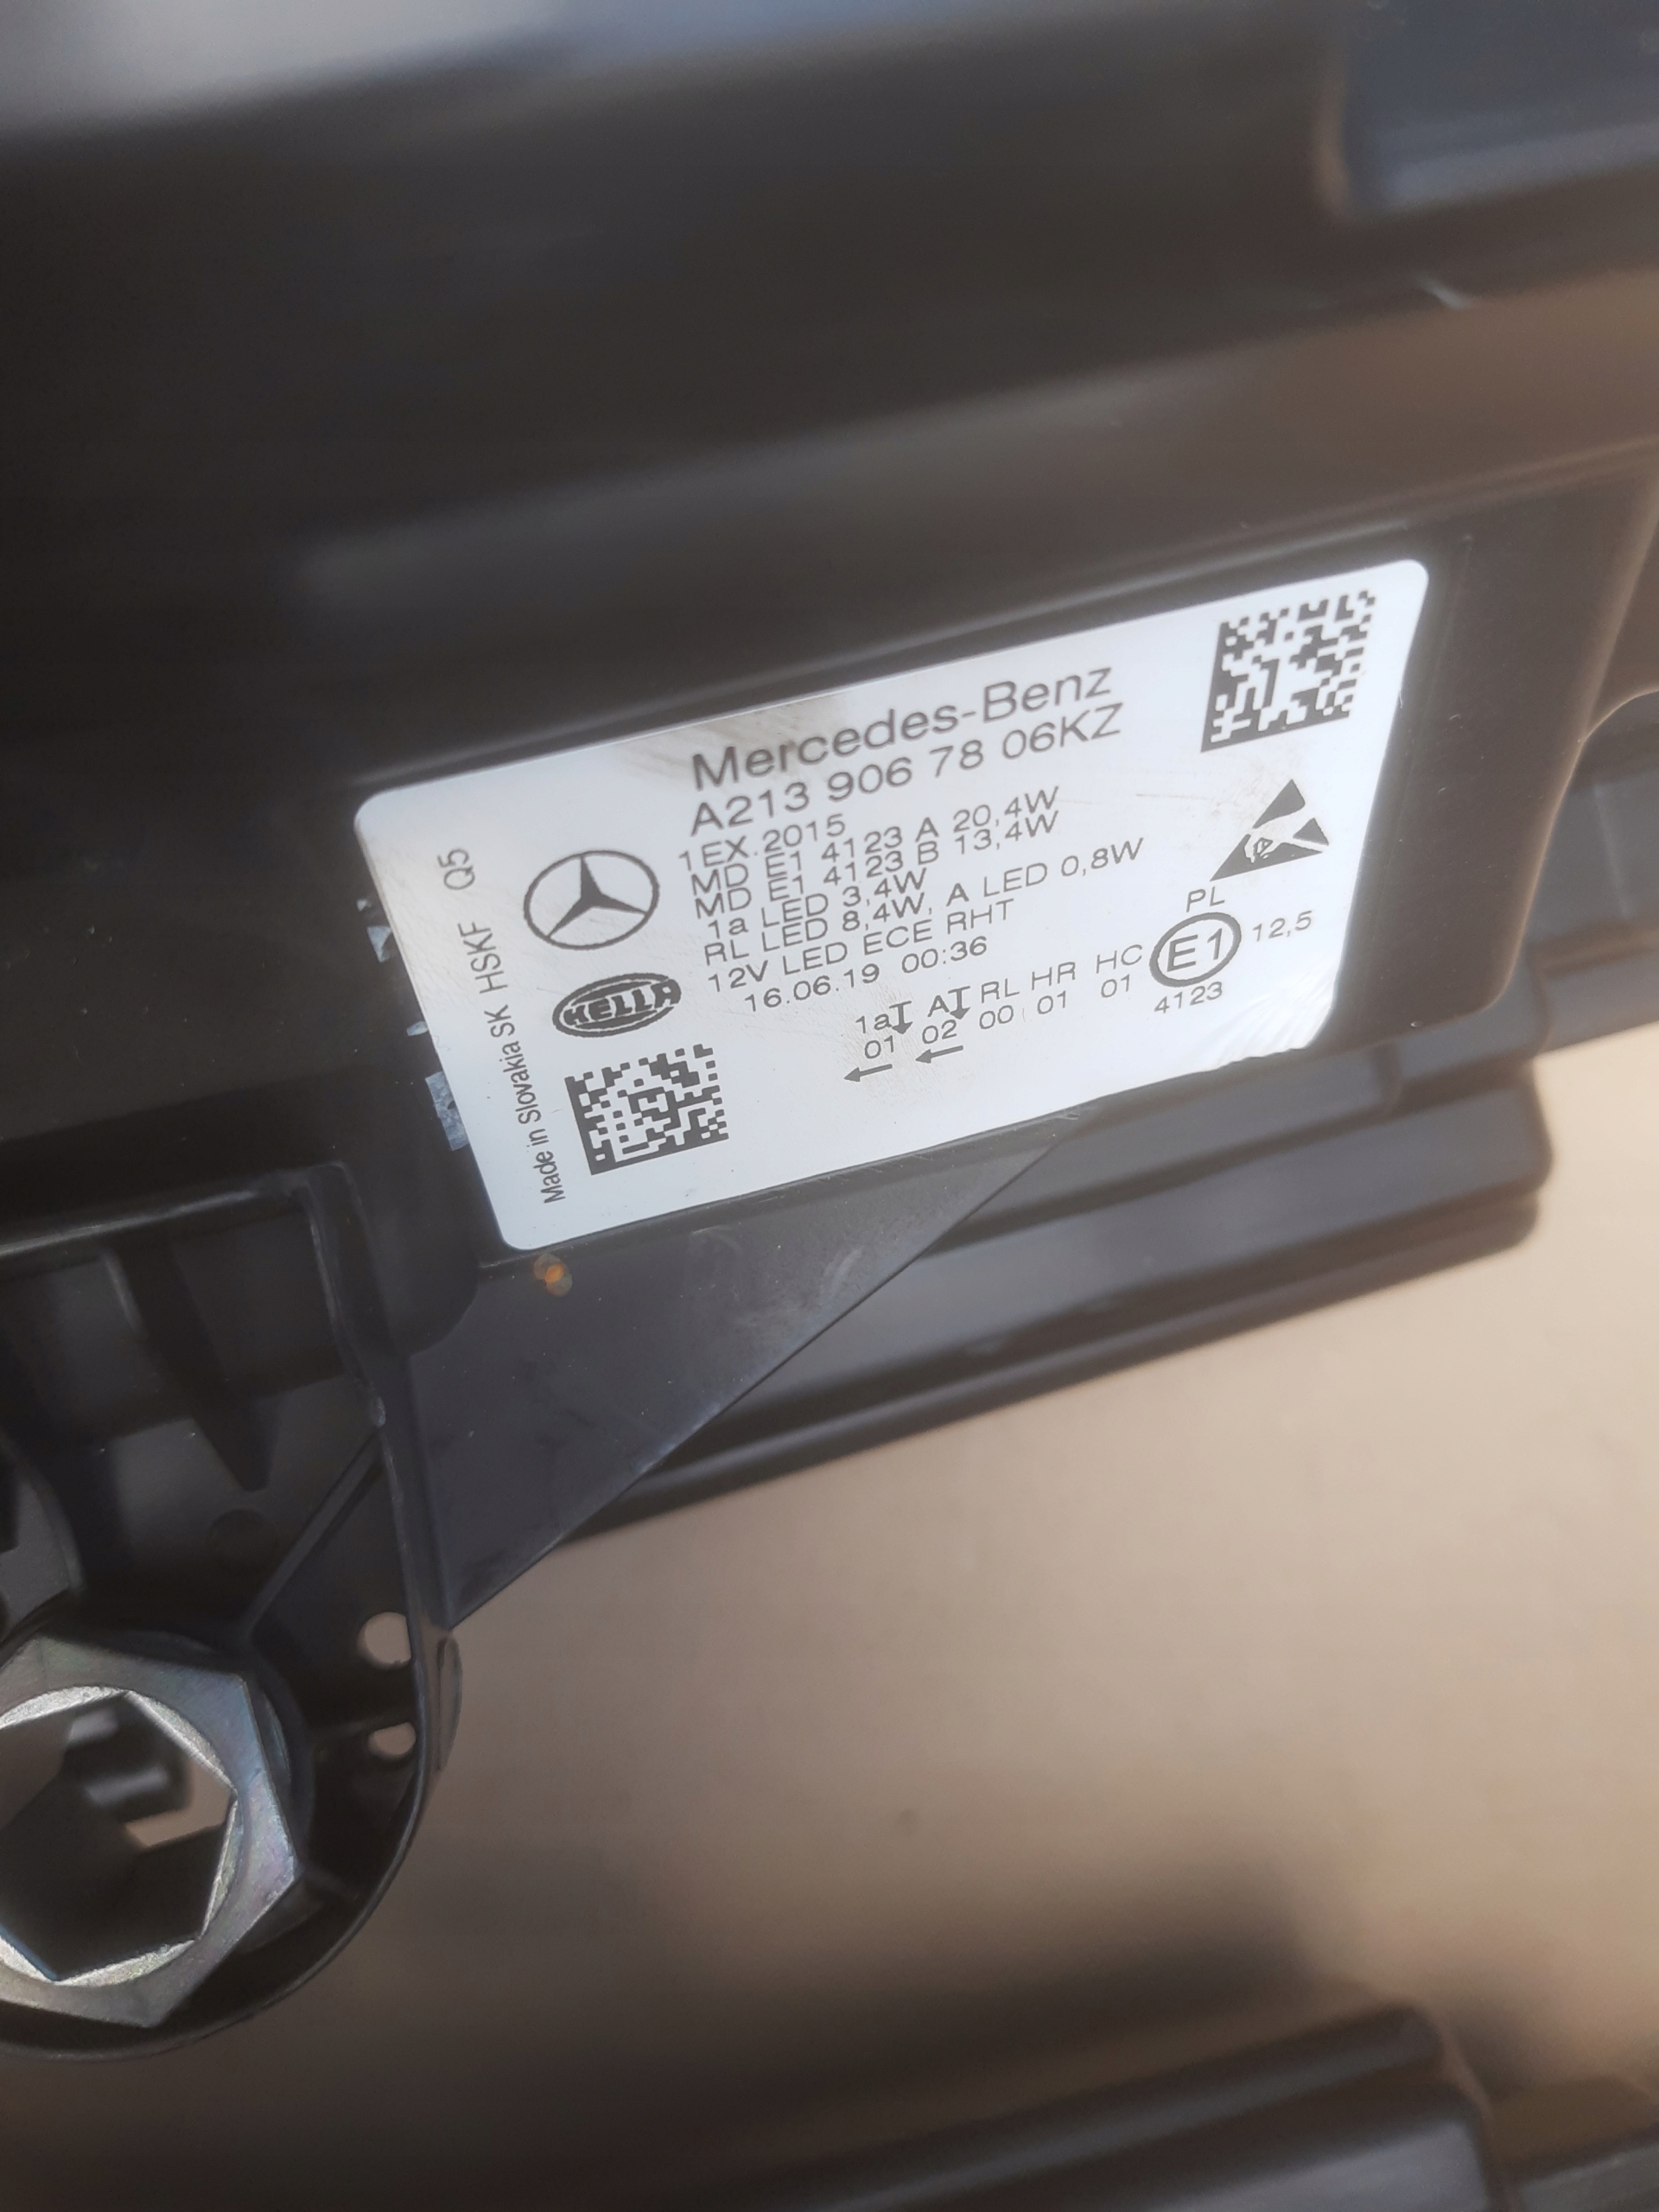 Mercedes-Benz
A213 906 78 06KZ
1EX.2015
MD E1 4123 A 20,4W
MD E1 4123 B 13,4W
1a LED 3,4W
RL LED 8,4W, A LED 0,8W
12V LED ECE RHT
16.06.19 00:36
HELLA
Made in Slovakia SK HSKF Q5
PL
E1 12,5
4123
1a A RL HR HC
01 02 00 01 01